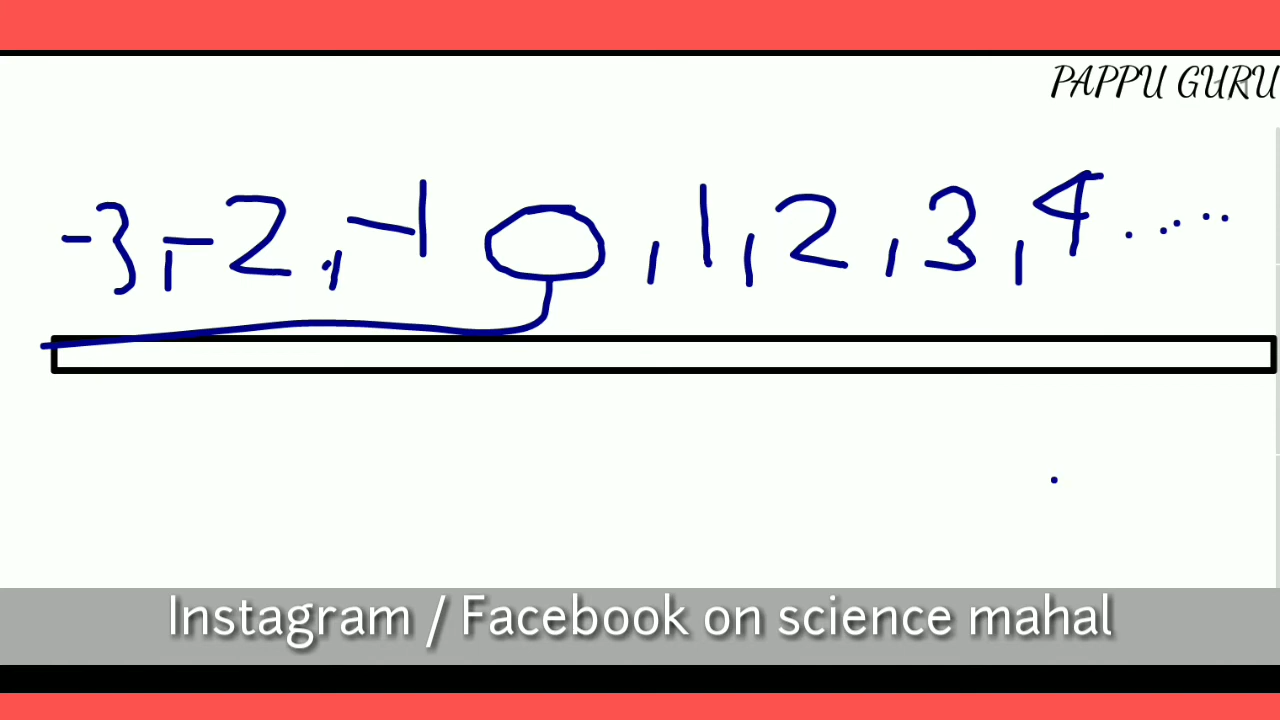 PAPPU GURU
-3, -2, -1 0, 1, 2, 3, 4 .....
Instagram / Facebook on science mahal